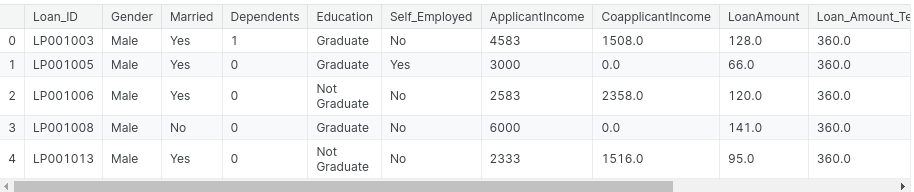 Loan_ID Gender Married Dependents Education Self_Employed ApplicantIncome CoapplicantIncome LoanAmount Loan_Amount_Te
0 LP001003 Male Yes 1 Graduate No 4583 1508.0 128.0 360.0
1 LP001005 Male Yes 0 Graduate Yes 3000 0.0 66.0 360.0
2 LP001006 Male Yes 0 Not Graduate No 2583 2358.0 120.0 360.0
3 LP001008 Male No 0 Graduate No 6000 0.0 141.0 360.0
4 LP001013 Male Yes 0 Not Graduate No 2333 1516.0 95.0 360.0